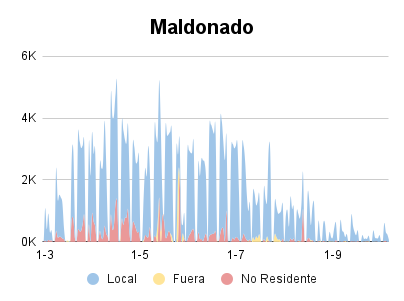 Maldonado
6K
4K
2K
0K
1-3 1-5 1-7 1-9
Local Fuera No Residente